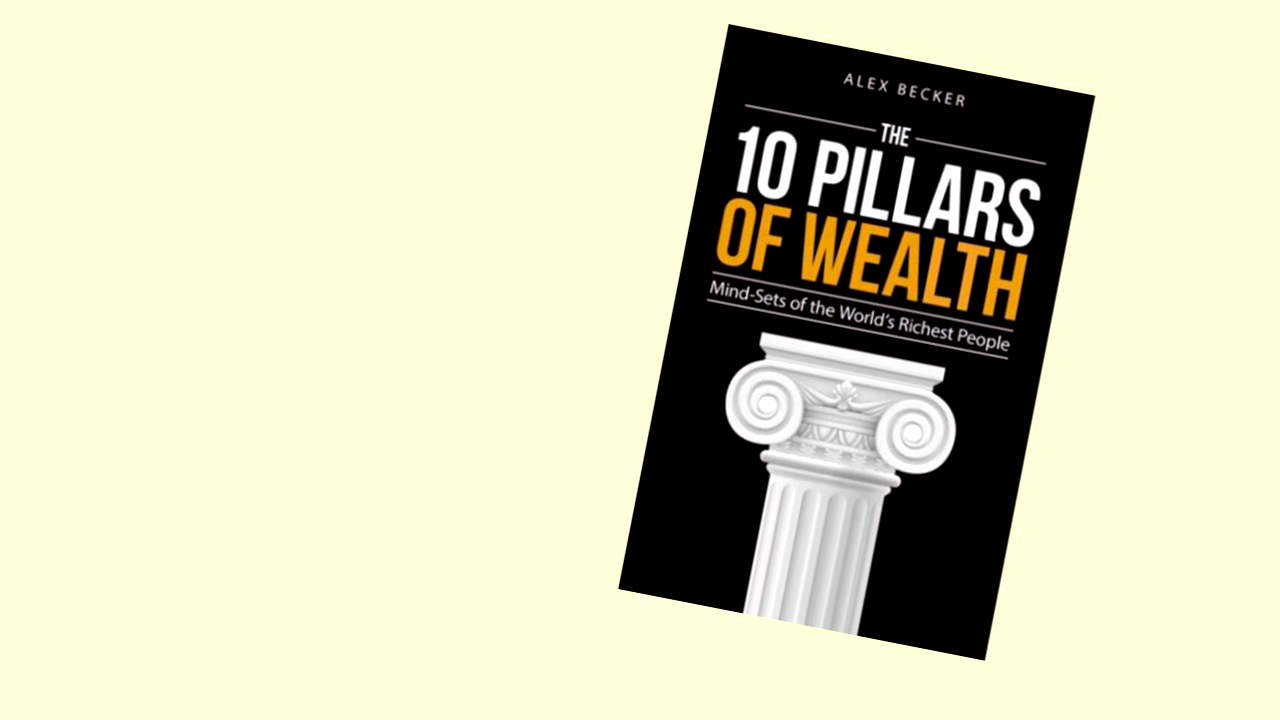 ALEX BECKER
THE
10 PILLARS
OF WEALTH
Mind-Sets of the World's Richest People